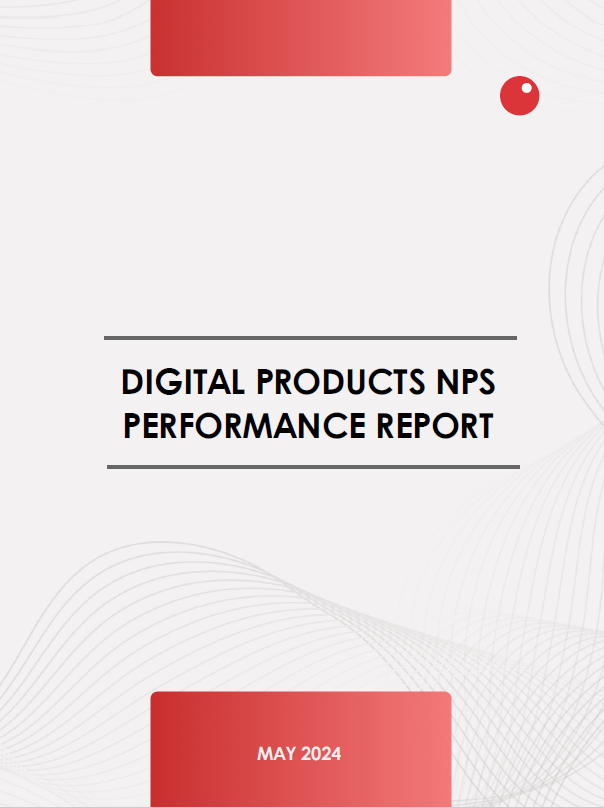 DIGITAL PRODUCTS NPS
PERFORMANCE REPORT
MAY 2024